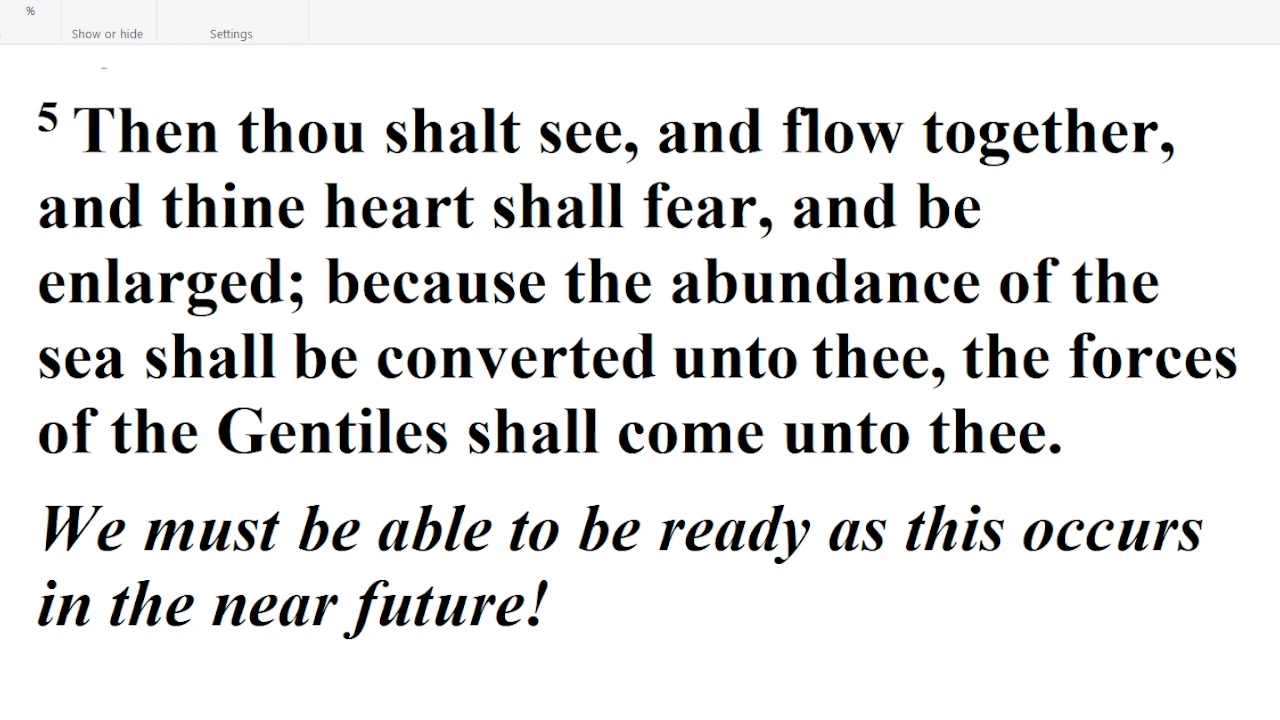 %
Show or hide
Settings
5 Then thou shalt see, and flow together,
and thine heart shall fear, and be
enlarged; because the abundance of the
sea shall be converted unto thee, the forces
of the Gentiles shall come unto thee.
We must be able to be ready as this occurs
in the near future!